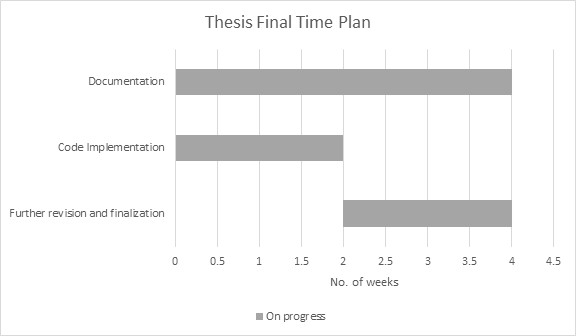 Thesis Final Time Plan
Documentation
Code Implementation
Further revision and finalization
0 0.5 1 1.5 2 2.5 3 3.5 4 4.5
No. of weeks
On progress